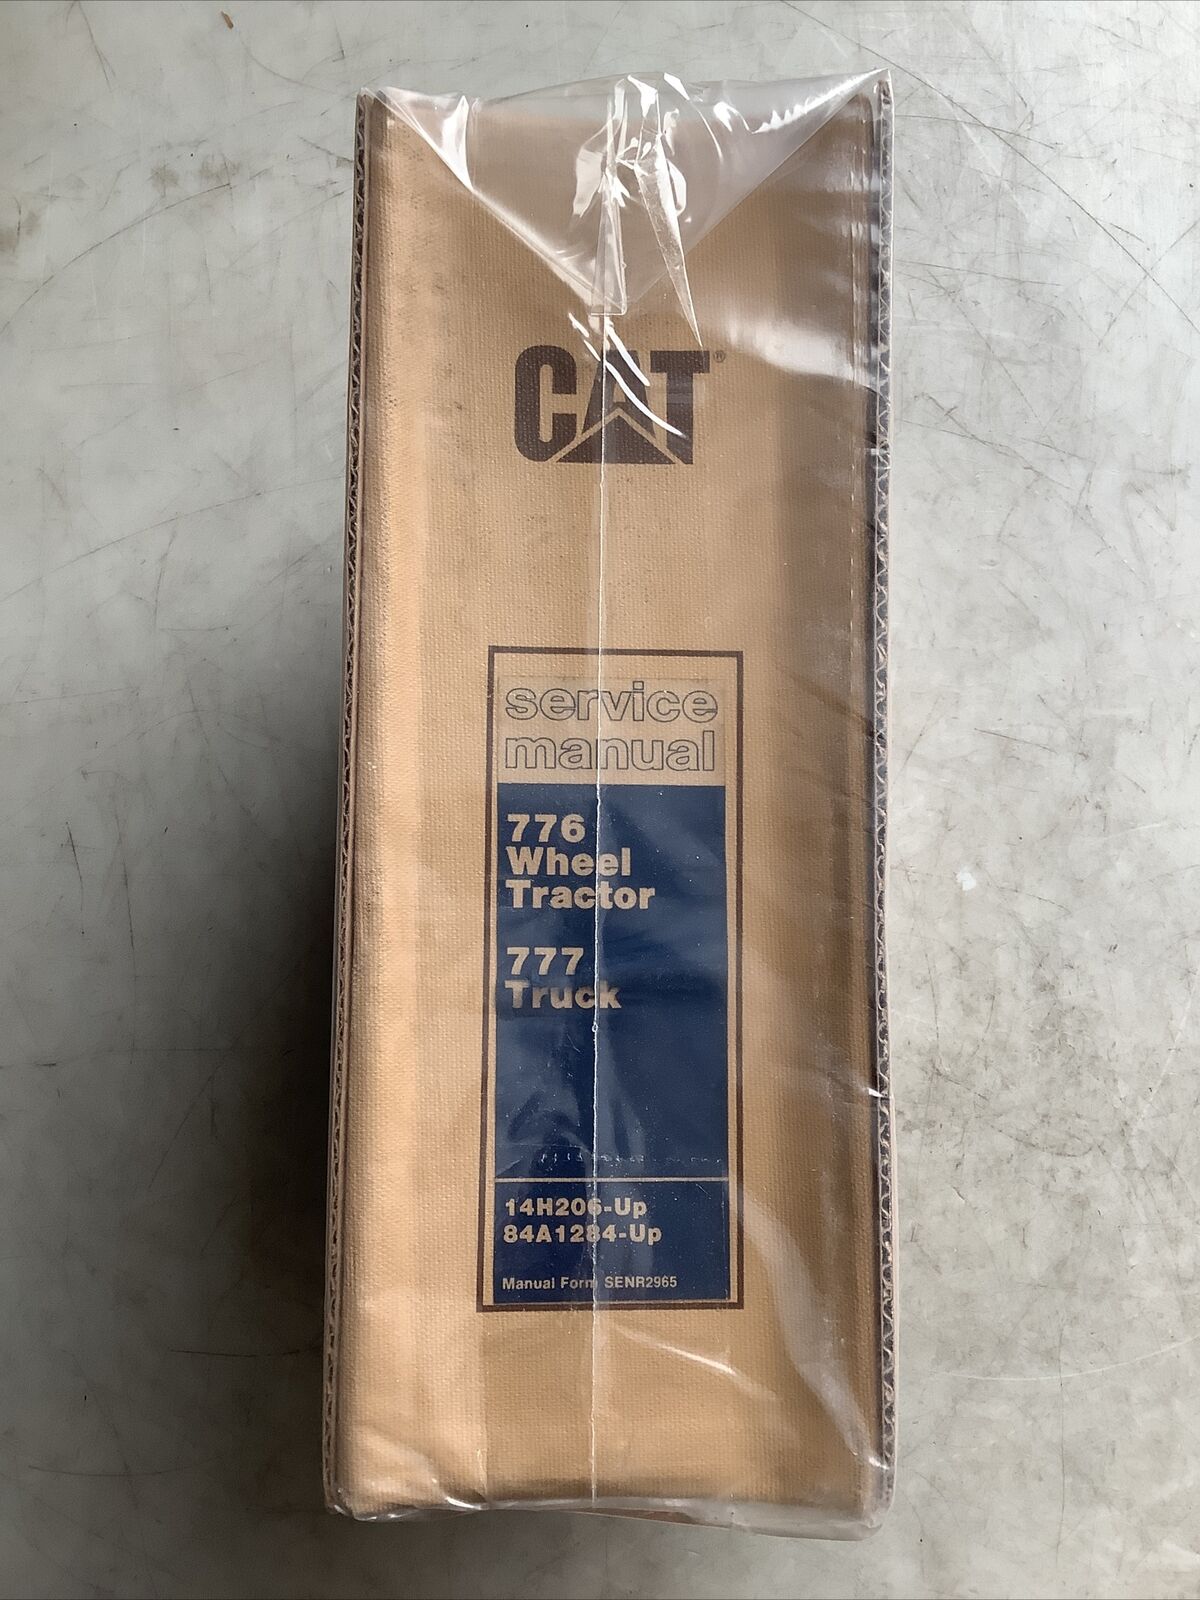 CAT®
service
manual
776
Wheel
Tractor
777
Truck
14H206-Up
84A1284-Up
Manual Form SENR2965